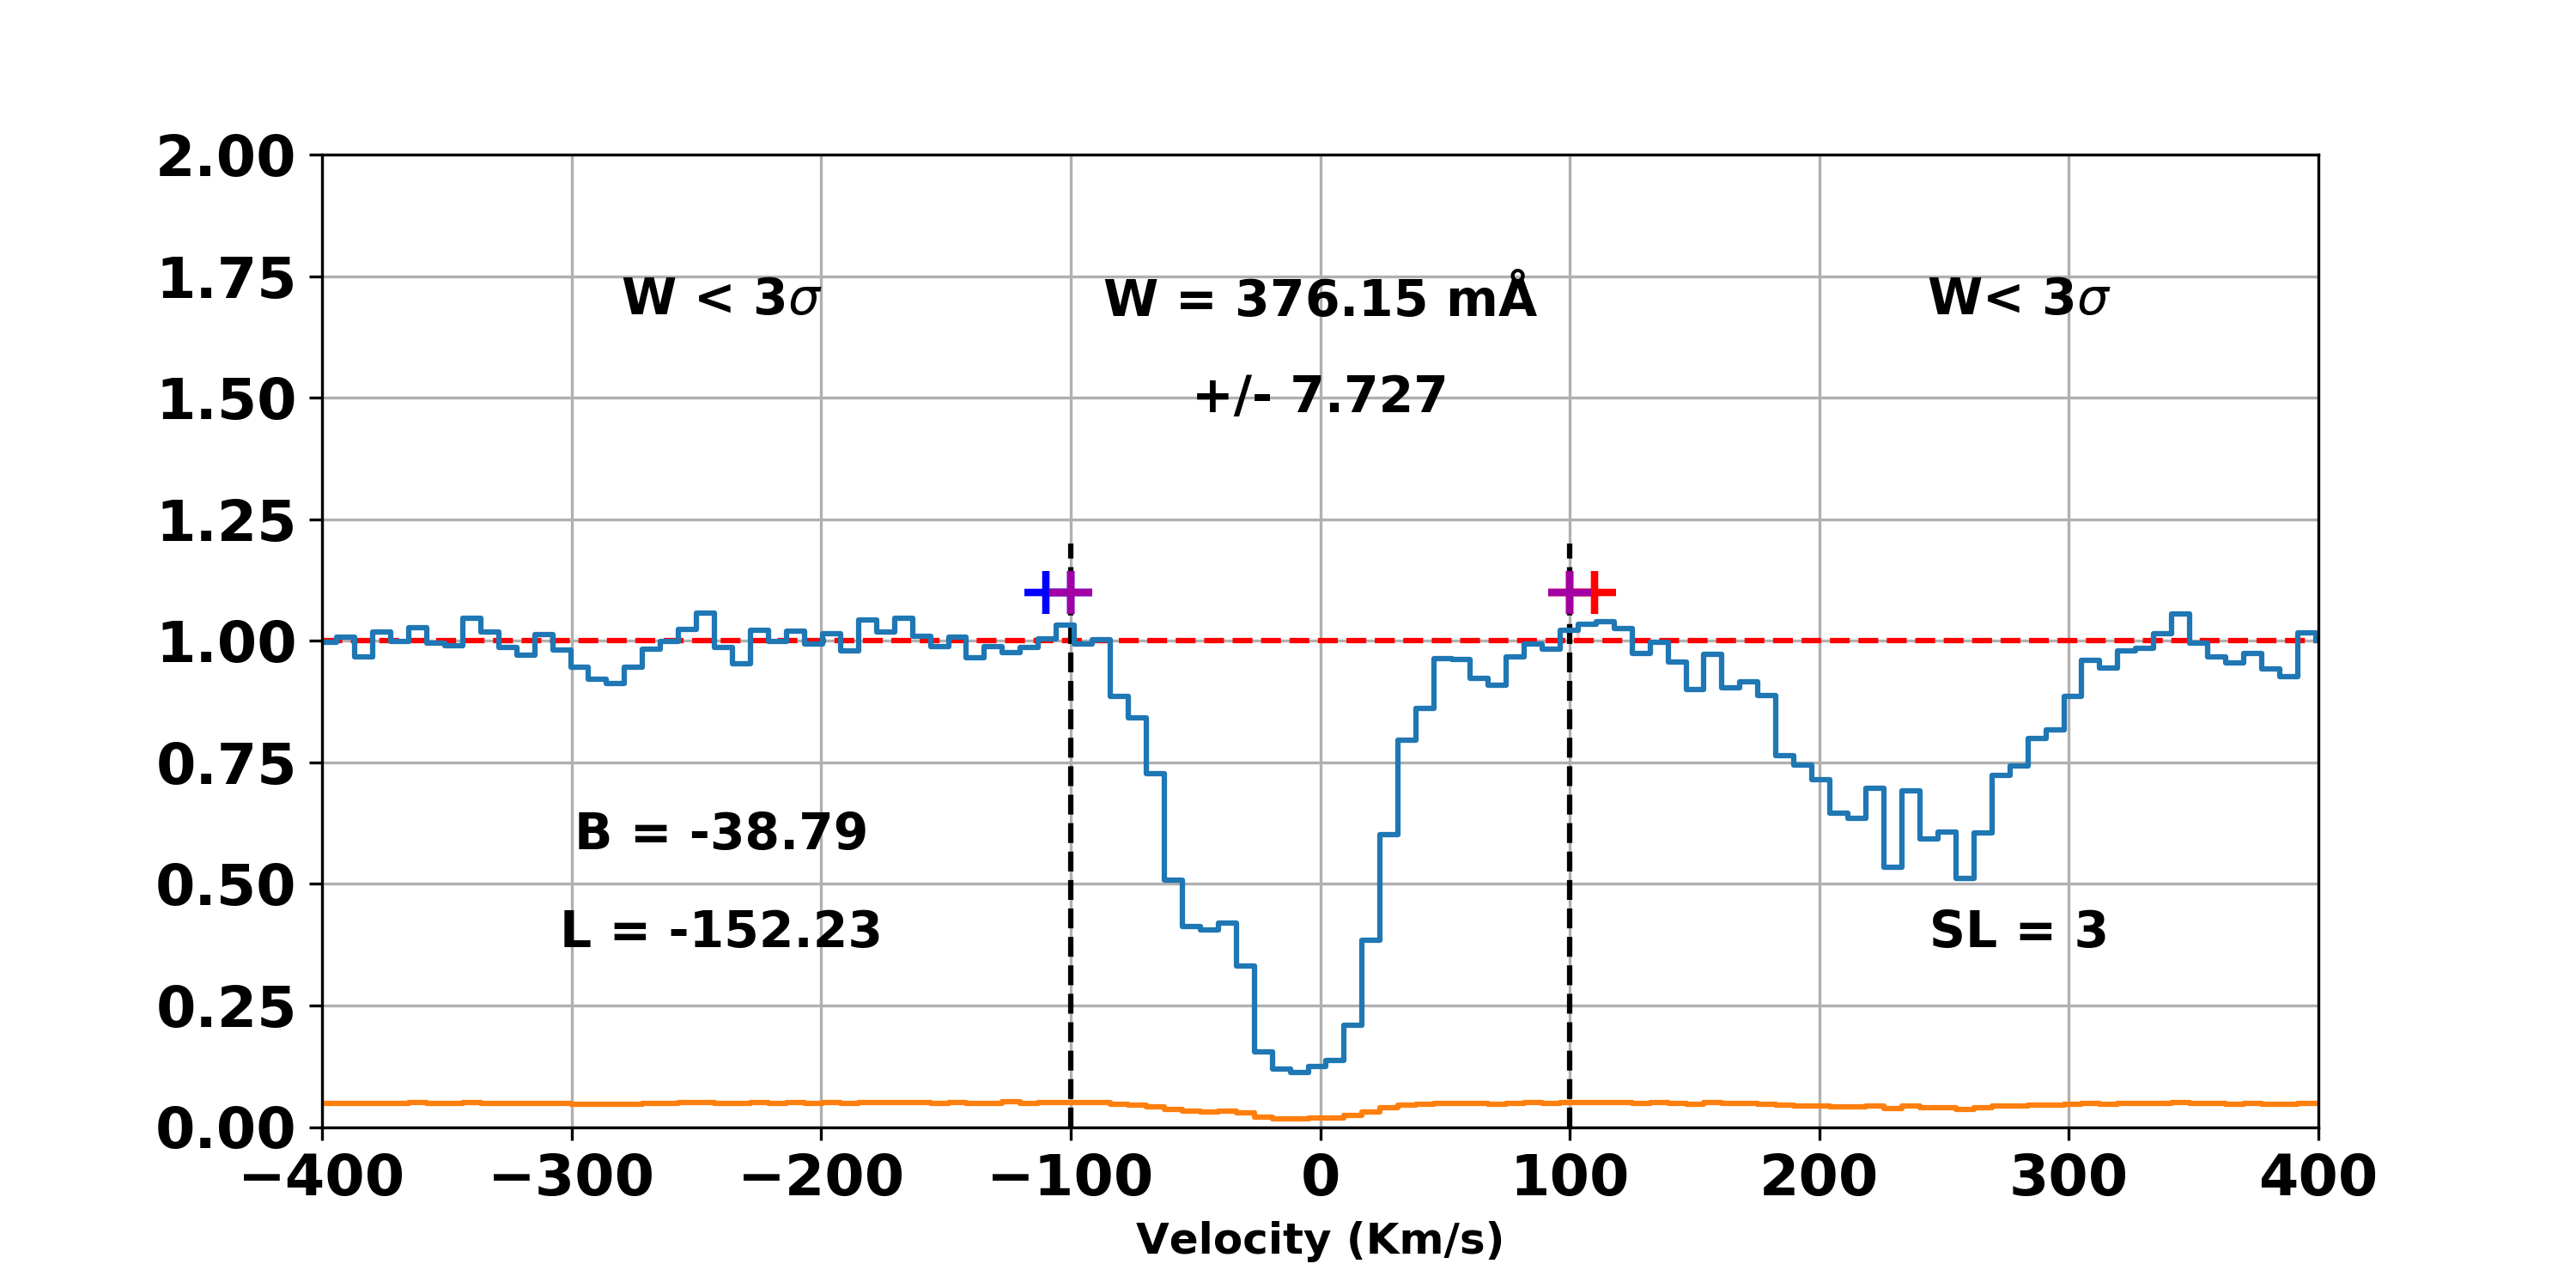 2.00
1.75
1.50
1.25
1.00
0.75
0.50
0.25
0.00
W < 3σ
W = 376.15 mÅ
+/- 7.727
W< 3σ
B = -38.79
L = -152.23
SL = 3
−400 −300 −200 −100 0 100 200 300 400
Velocity (Km/s)